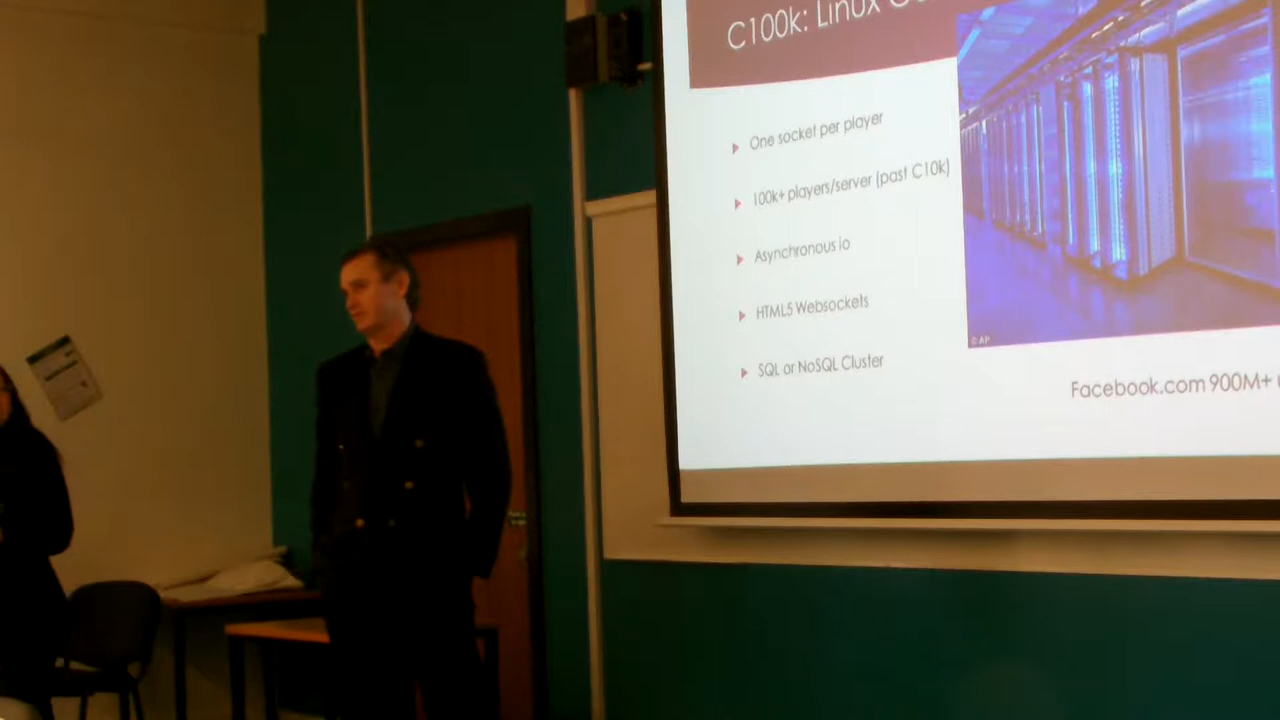 C100k: Linux
One socket per player
100k+ players/server (past C10k)
Asynchronous io
HTML5 Websockets
SQL or NoSQL Cluster
© AP
Facebook.com 900M+